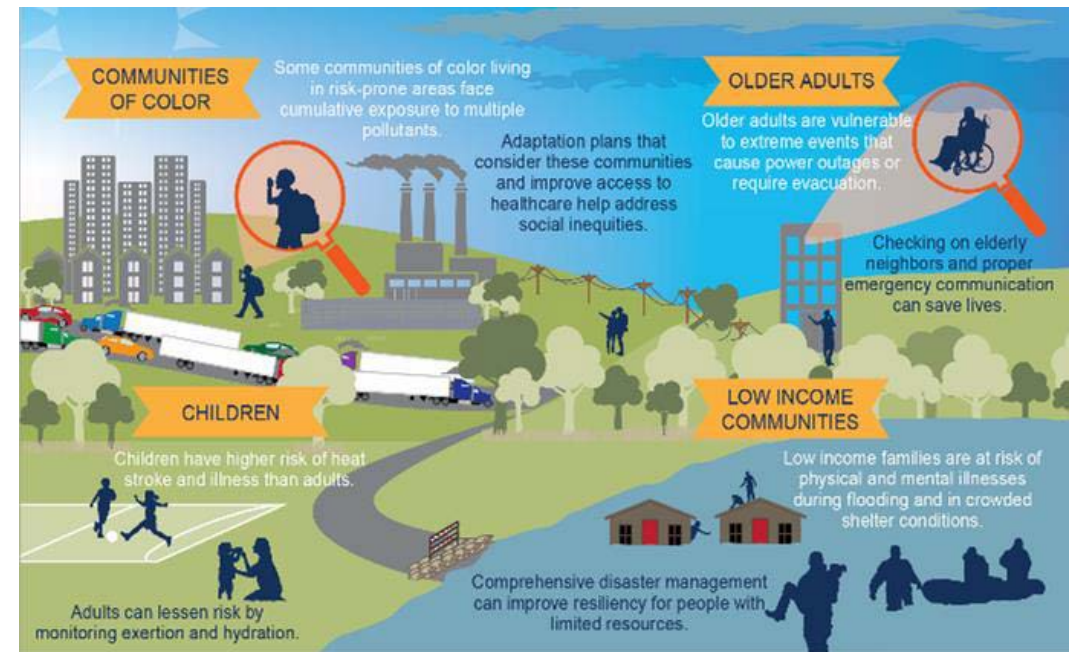 COMMUNITIES
OF COLOR
Some communities of color living
in risk-prone areas face
cumulative exposure to multiple
pollutants.
Adaptation plans that
consider these communities
and improve access to
healthcare help address
social inequities.
OLDER ADULTS
Older adults are vulnerable
to extreme events that
cause power outages or
require evacuation.
Checking on elderly
neighbors and proper
emergency communication
can save lives.
CHILDREN
Children have higher risk of heat
stroke and illness than adults.
Adults can lessen risk by
monitoring exertion and hydration.
LOW INCOME
COMMUNITIES
Low income families are at risk of
physical and mental illnesses
during flooding and in crowded
shelter conditions.
Comprehensive disaster management
can improve resiliency for people with
limited resources.